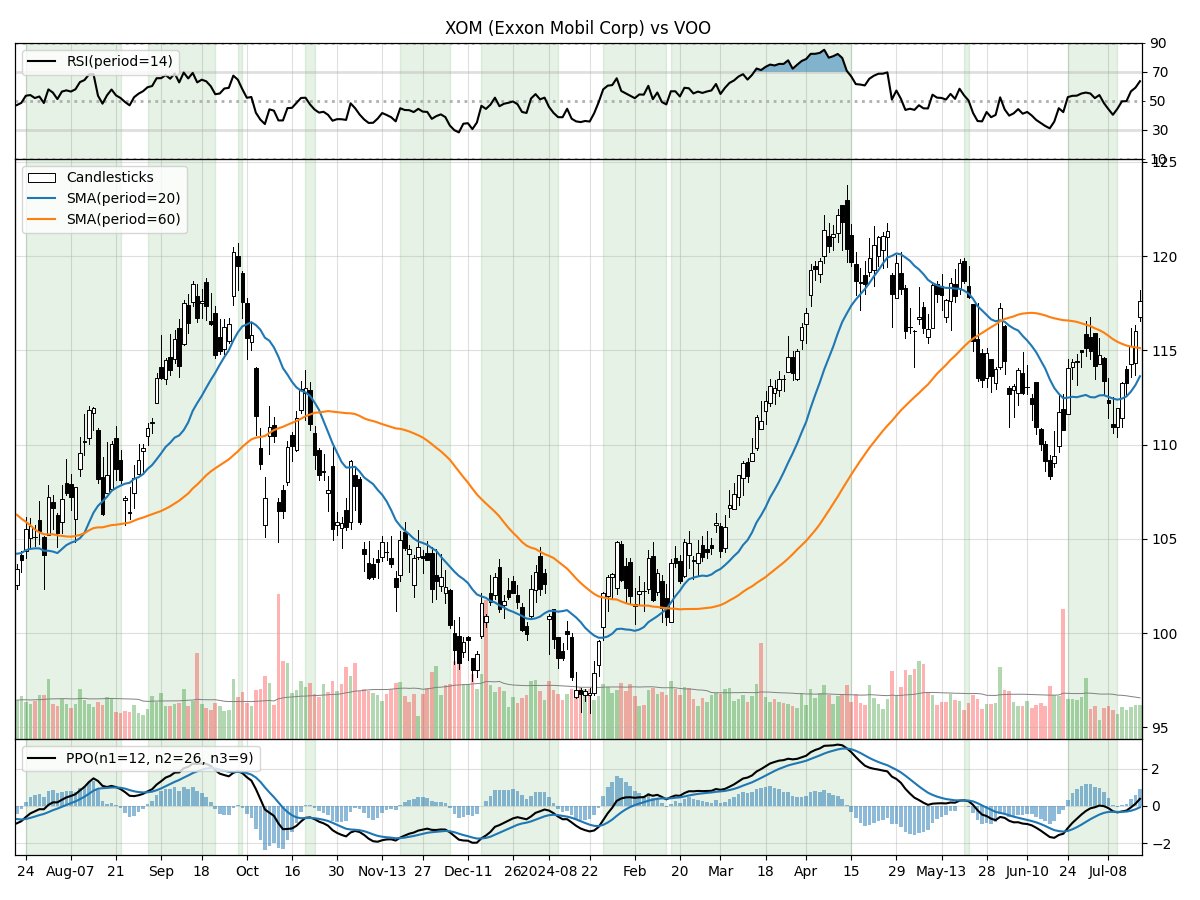 XOM (Exxon Mobil Corp) vs VOO
RSI(period=14)
90
70
50
30
10
Candlesticks
SMA(period=20)
SMA(period=60)
125
120
115
110
105
100
95
PPO(n1=12, n2=26, n3=9)
2
0
−2
24 Aug-07 21 Sep 18 Oct 16 30 Nov-13 27 Dec-11 26 2024-08 22 Feb 20 Mar 18 Apr 15 29 May-13 28 Jun-10 24 Jul-08